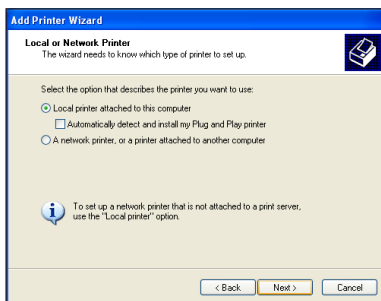 Add Printer Wizard
Local or Network Printer
The wizard needs to know which type of printer to set up.
Select the option that describes the printer you want to use:
Local printer attached to this computer
Automatically detect and install my Plug and Play printer
A network printer, or a printer attached to another computer
To set up a network printer that is not attached to a print server,
use the "Local printer" option.
< Back Next > Cancel